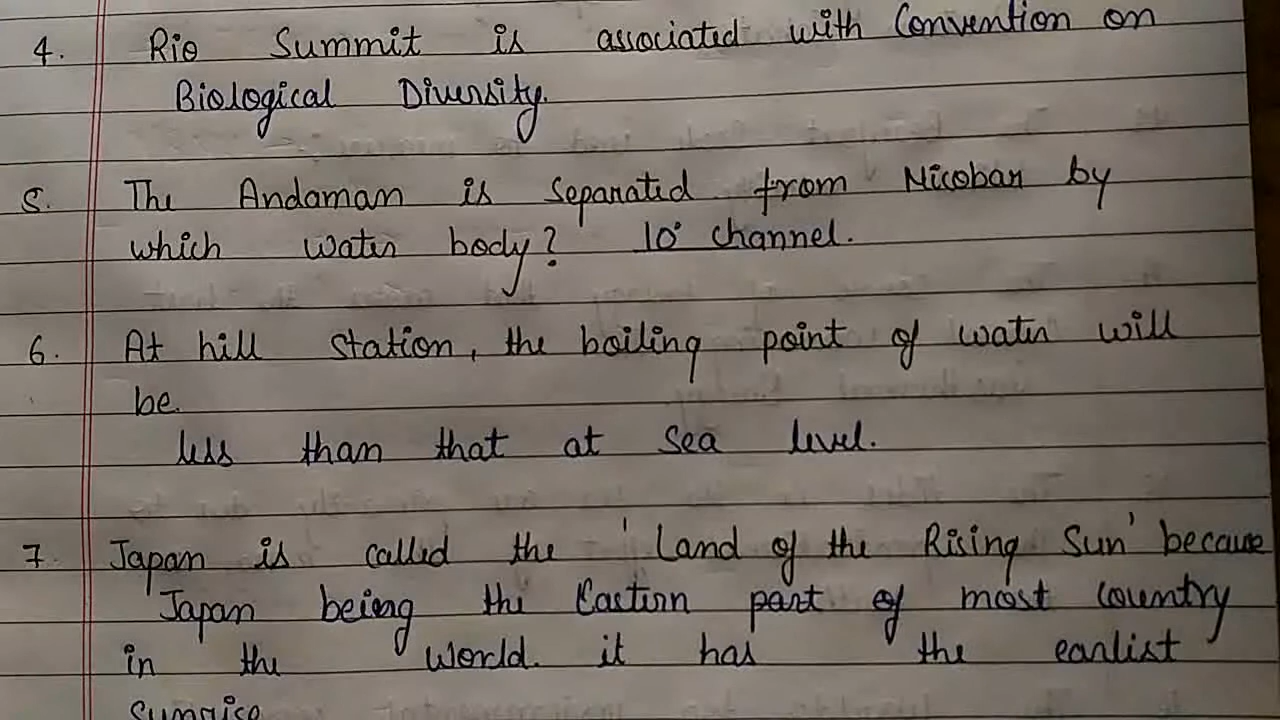 4. Rio Summit is associated with Convention on
Biological Diversity.
5. The Andaman is Separated from Nicobar by
which water body? 10° channel.
6. At hill station, the boiling point of water will
be.
less than that at sea level.
7. Japan is called the 'Land of the Rising Sun' because
Japan being the Eastern part of most country
in the World. it has the earlist
sunrise